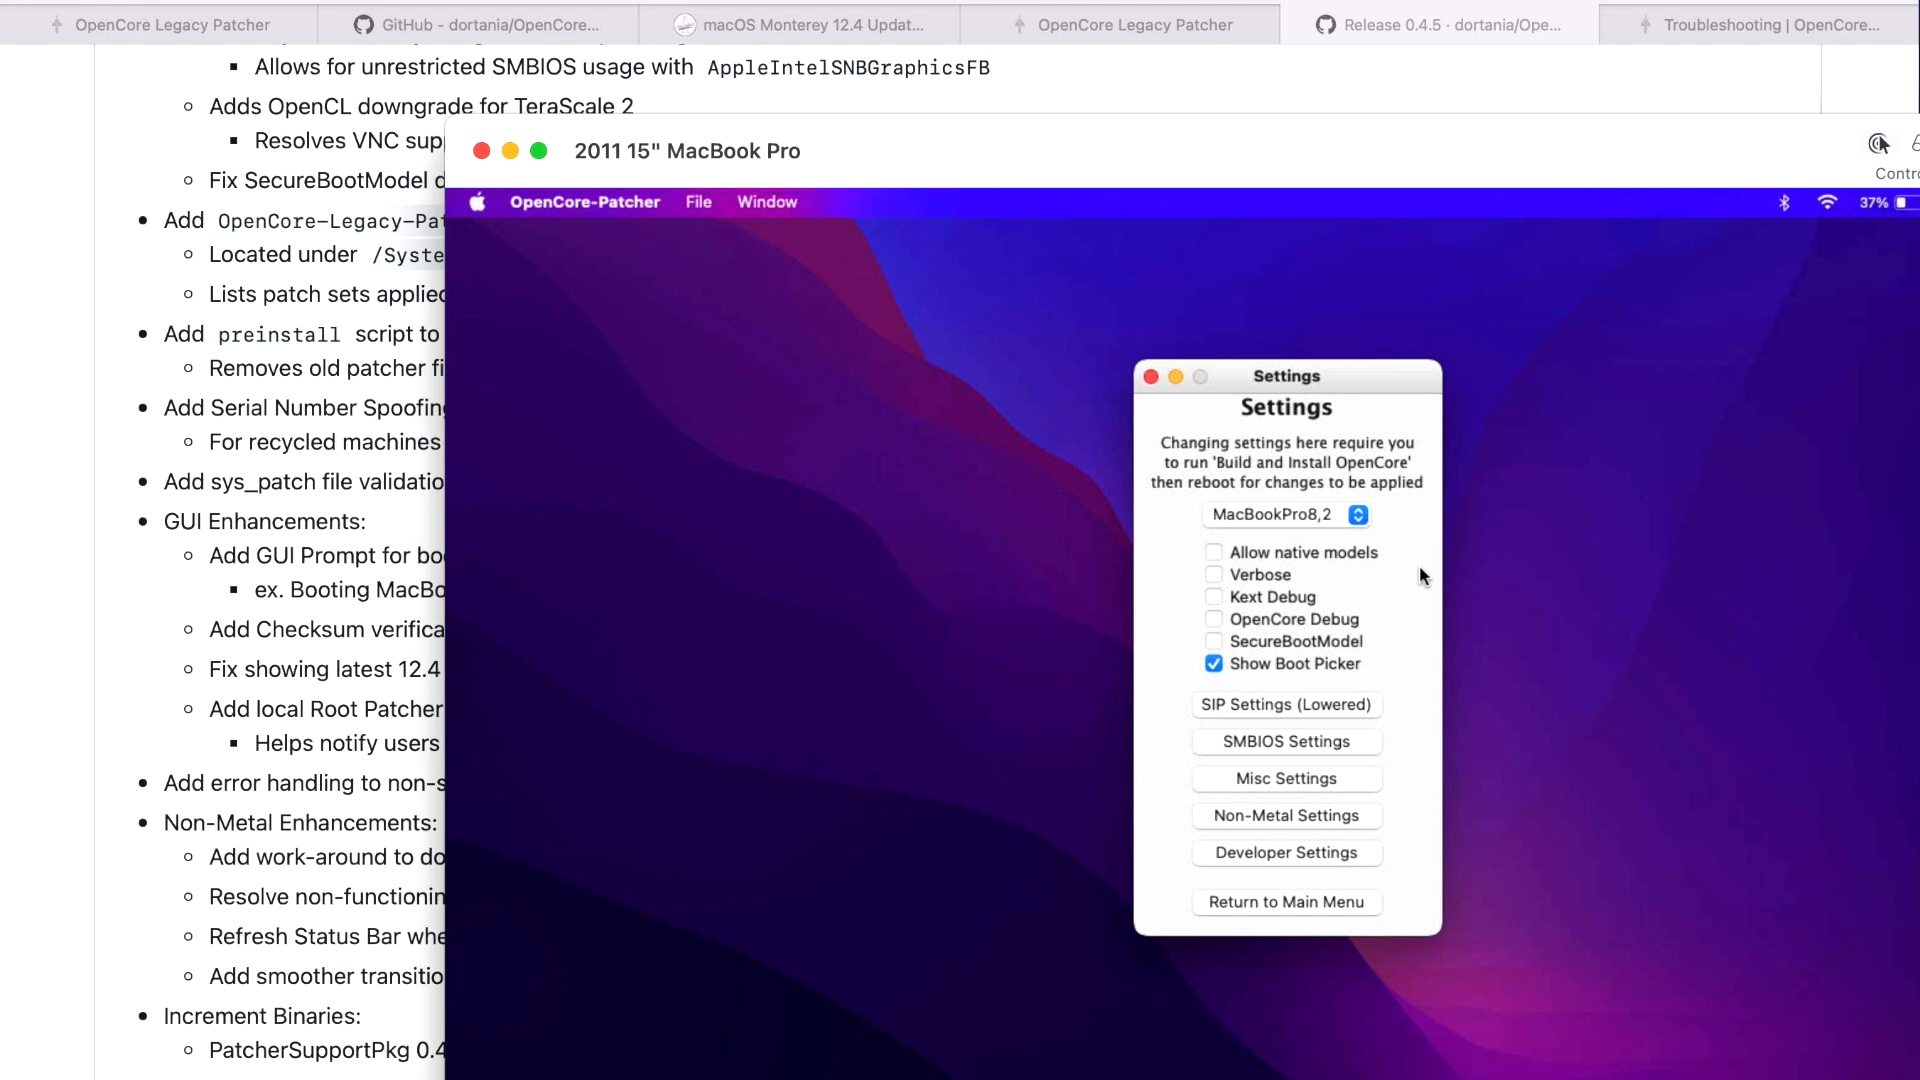 OpenCore Legacy Patcher
GitHub - dortania/OpenCore...
macOS Monterey 12.4 Updat...
OpenCore Legacy Patcher
Release 0.4.5 · dortania/Ope...
Troubleshooting | OpenCore...
▪ Allows for unrestricted SMBIOS usage with AppleIntelSNBGraphicsFB
◦ Adds OpenCL downgrade for TeraScale 2
▪ Resolves VNC sup
◦ Fix SecureBootModel d
• Add OpenCore-Legacy-Pat
◦ Located under /Syste
◦ Lists patch sets applied
• Add preinstall script to
◦ Removes old patcher fi
• Add Serial Number Spoofing
◦ For recycled machines
• Add sys_patch file validatio
• GUI Enhancements:
◦ Add GUI Prompt for bo
▪ ex. Booting MacBo
◦ Add Checksum verifica
◦ Fix showing latest 12.4
◦ Add local Root Patcher
▪ Helps notify users
• Add error handling to non-s
• Non-Metal Enhancements:
◦ Add work-around to do
◦ Resolve non-functionin
◦ Refresh Status Bar whe
◦ Add smoother transitio
• Increment Binaries:
◦ PatcherSupportPkg 0.4
2011 15" MacBook Pro
Contro
OpenCore-Patcher File Window
37%
Settings
Settings
Changing settings here require you
to run 'Build and Install OpenCore'
then reboot for changes to be applied
MacBookPro8,2
Allow native models
Verbose
Kext Debug
OpenCore Debug
SecureBootModel
Show Boot Picker
SIP Settings (Lowered)
SMBIOS Settings
Misc Settings
Non-Metal Settings
Developer Settings
Return to Main Menu